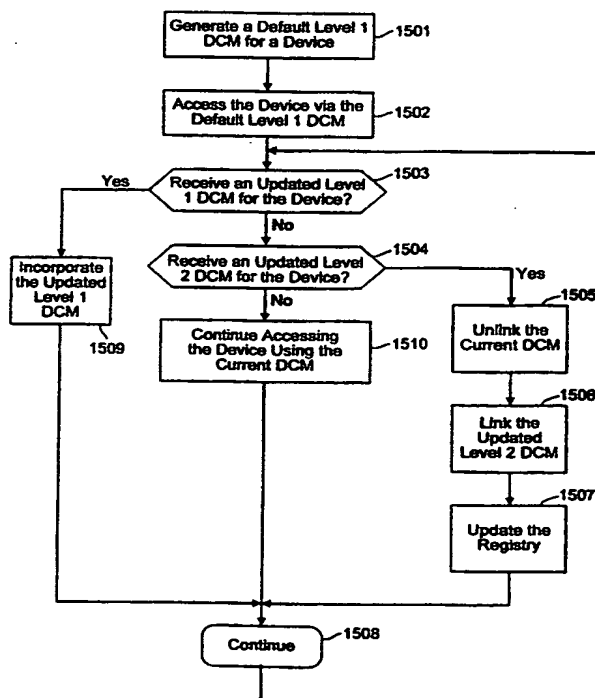 Generate a Default Level 1
DCM for a Device
1501
Access the Device via the
Default Level 1 DCM
1502
1503
Yes
Receive an Updated Level
1 DCM for the Device?
No
1504
Receive an Updated Level
2 DCM for the Device?
Yes
Incorporate
the Updated
Level 1
DCM
1509
No
1505
Continue Accessing
the Device Using the
Current DCM
1510
Unlink the
Current DCM
1506
Link the
Updated
Level 2 DCM
1507
Update the
Registry
1508
Continue